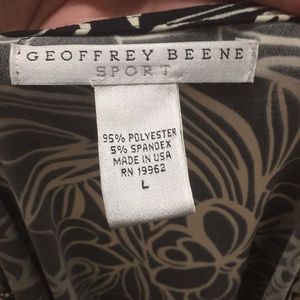 GEOFFREY BEENE
SPORT
95% POLYESTER
5% SPANDEX
MADE IN USA
RN 19962
L